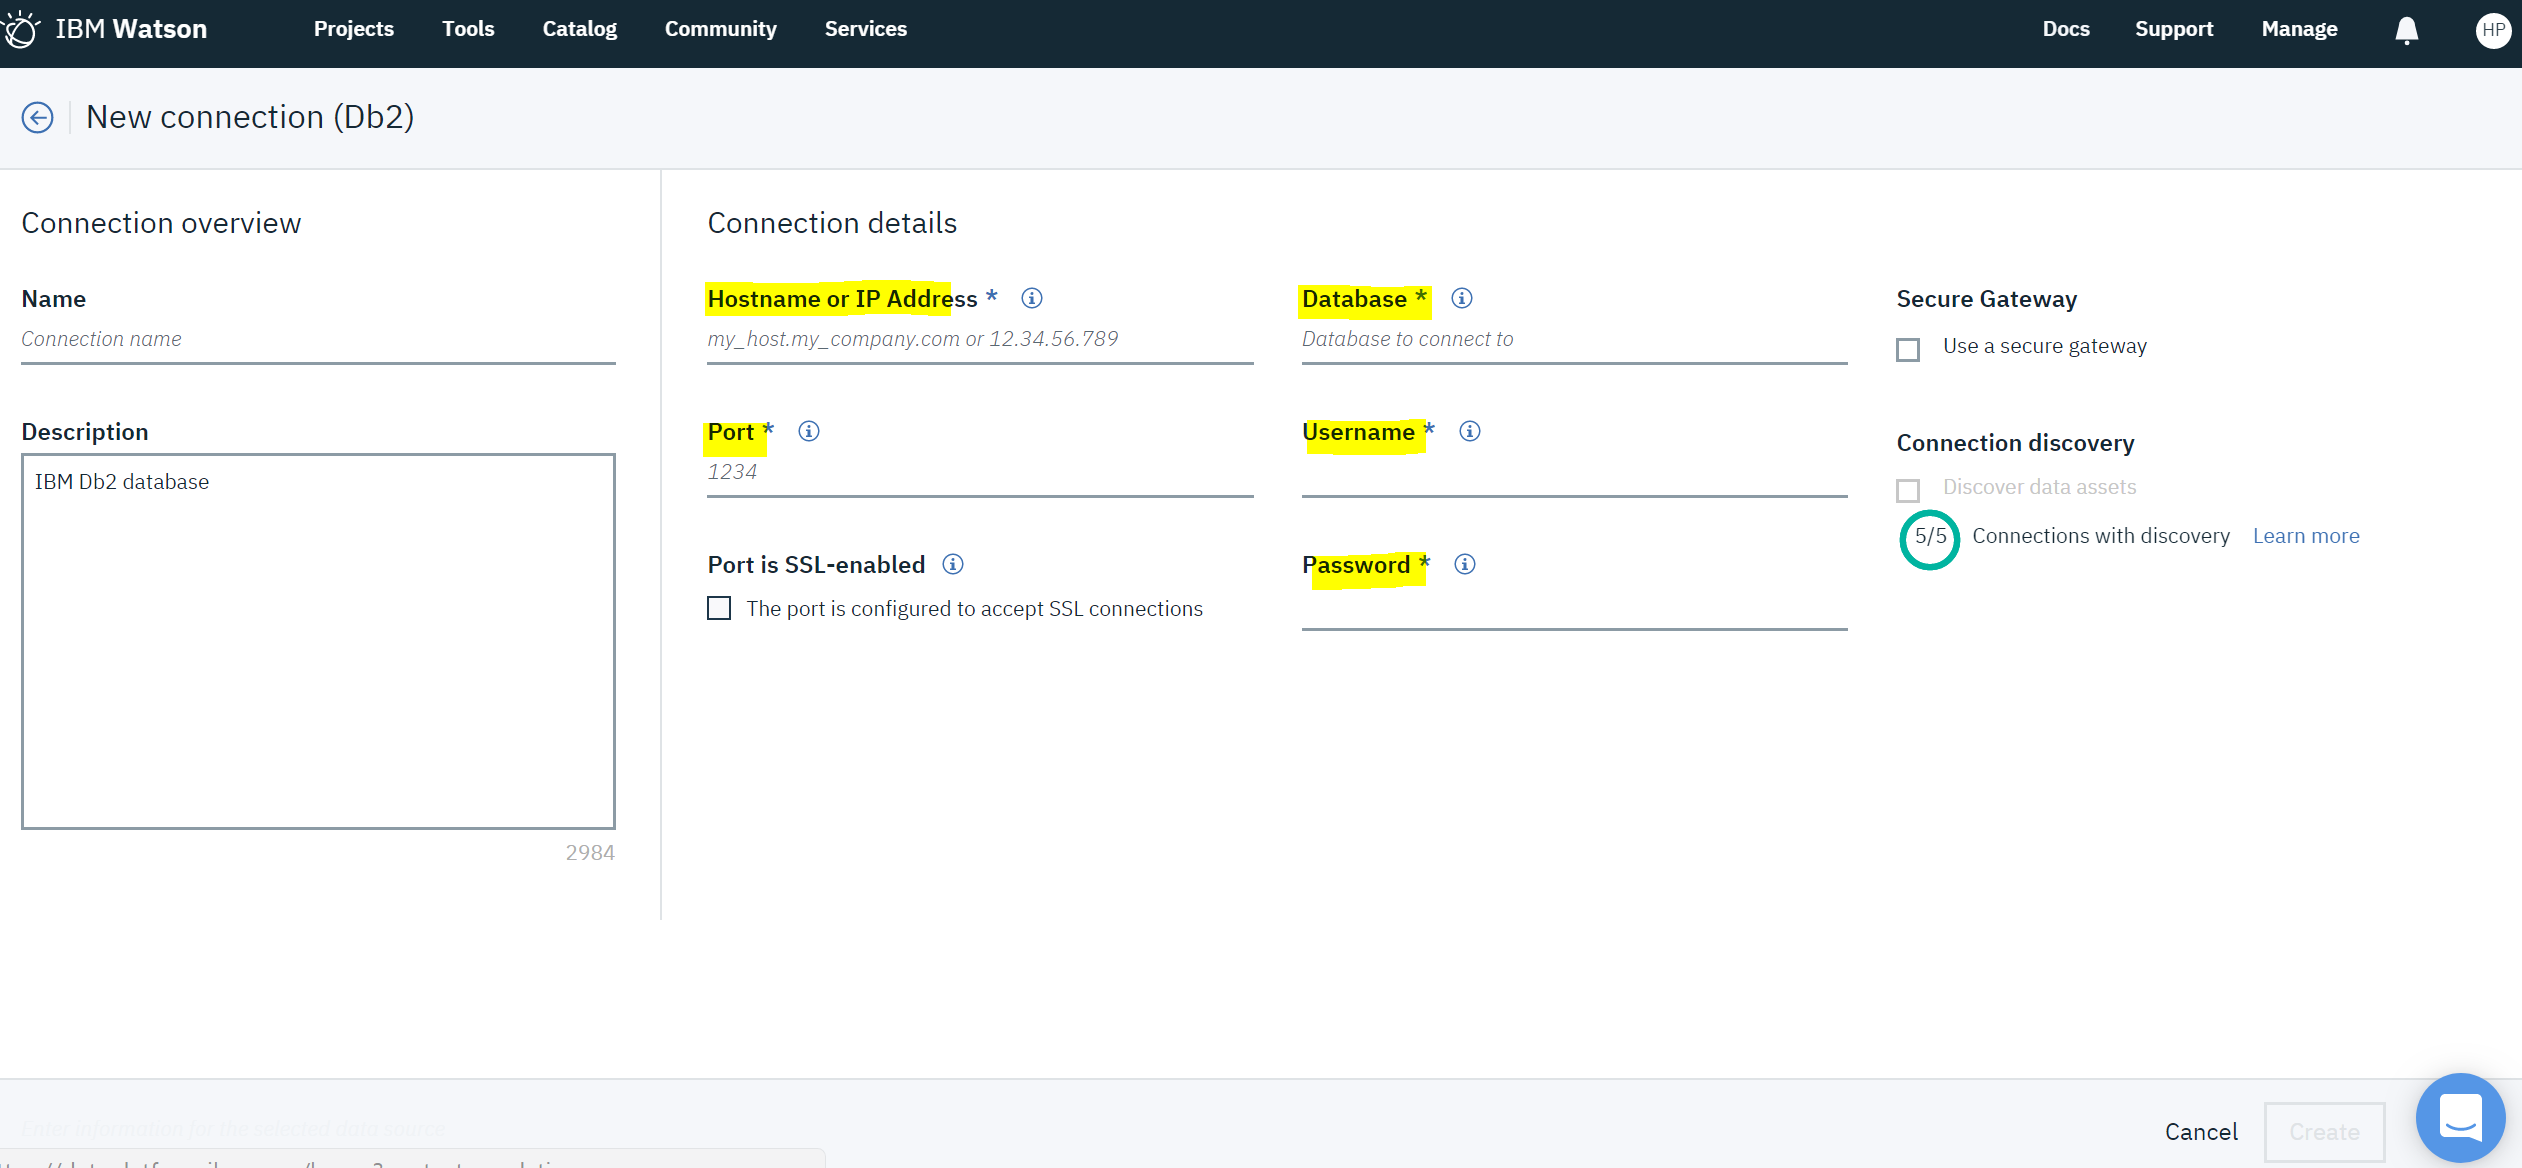 IBM Watson
Projects
Tools
Catalog
Community
Services
Docs
Support
Manage
HP
New connection (Db2)
Connection overview
Name
Connection name
Description
IBM Db2 database
2984
Connection details
Hostname or IP Address *
my_host.my_company.com or 12.34.56.789
Port *
1234
Port is SSL-enabled
The port is configured to accept SSL connections
Database *
Database to connect to
Username *
Password *
Secure Gateway
Use a secure gateway
Connection discovery
Discover data assets
5/5
Connections with discovery
Learn more
Enter information for the selected data source
Cancel
Create